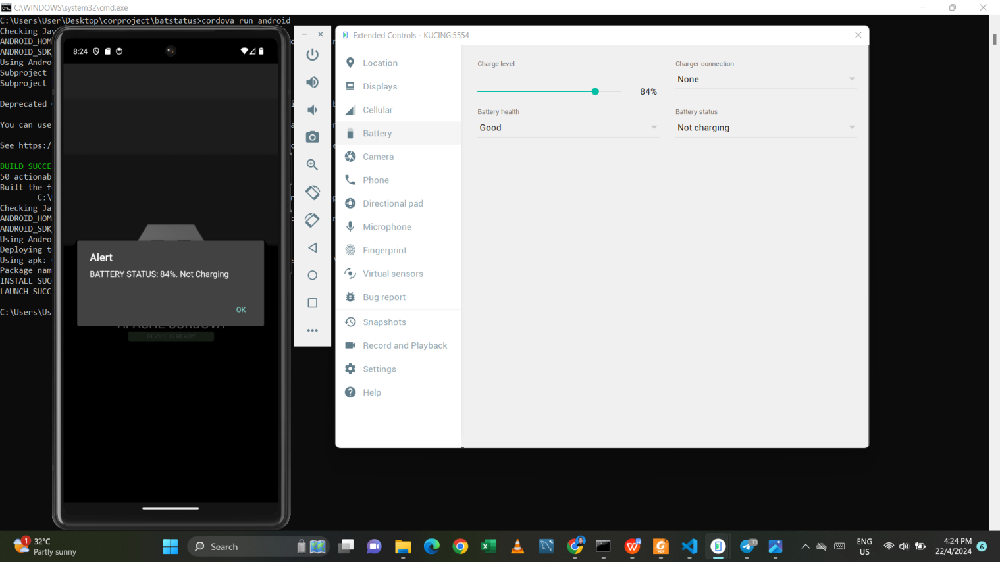 C:\WINDOWS\system32\cmd.exe
C:\Users\User\Desktop\corproject\batstatus>cordova run android
Checking Jav
ANDROID_HOM
ANDROID_SDK
Using Andro
Subproject
Subproject
Deprecated
You can use
See https:/
BUILD SUCCE
50 actionab
Built the f
C:\
Checking Ja
ANDROID_HOM
ANDROID_SDK
Using Andro
Deploying t
Using apk:
Package nam
INSTALL SUC
LAUNCH SUCC
C:\Users\Us
8:24
Alert
BATTERY STATUS: 84%. Not Charging
OK
APACHE CORDOVA
DEVICE IS READY
Extended Controls - KUCING:5554
Location
Displays
Cellular
Battery
Camera
Phone
Directional pad
Microphone
Fingerprint
Virtual sensors
Bug report
Snapshots
Record and Playback
Settings
Help
Charge level
84%
Charger connection
None
Battery health
Good
Battery status
Not charging
1
32°C
Partly sunny
Search
33
ENG
US
4:24 PM
22/4/2024
6